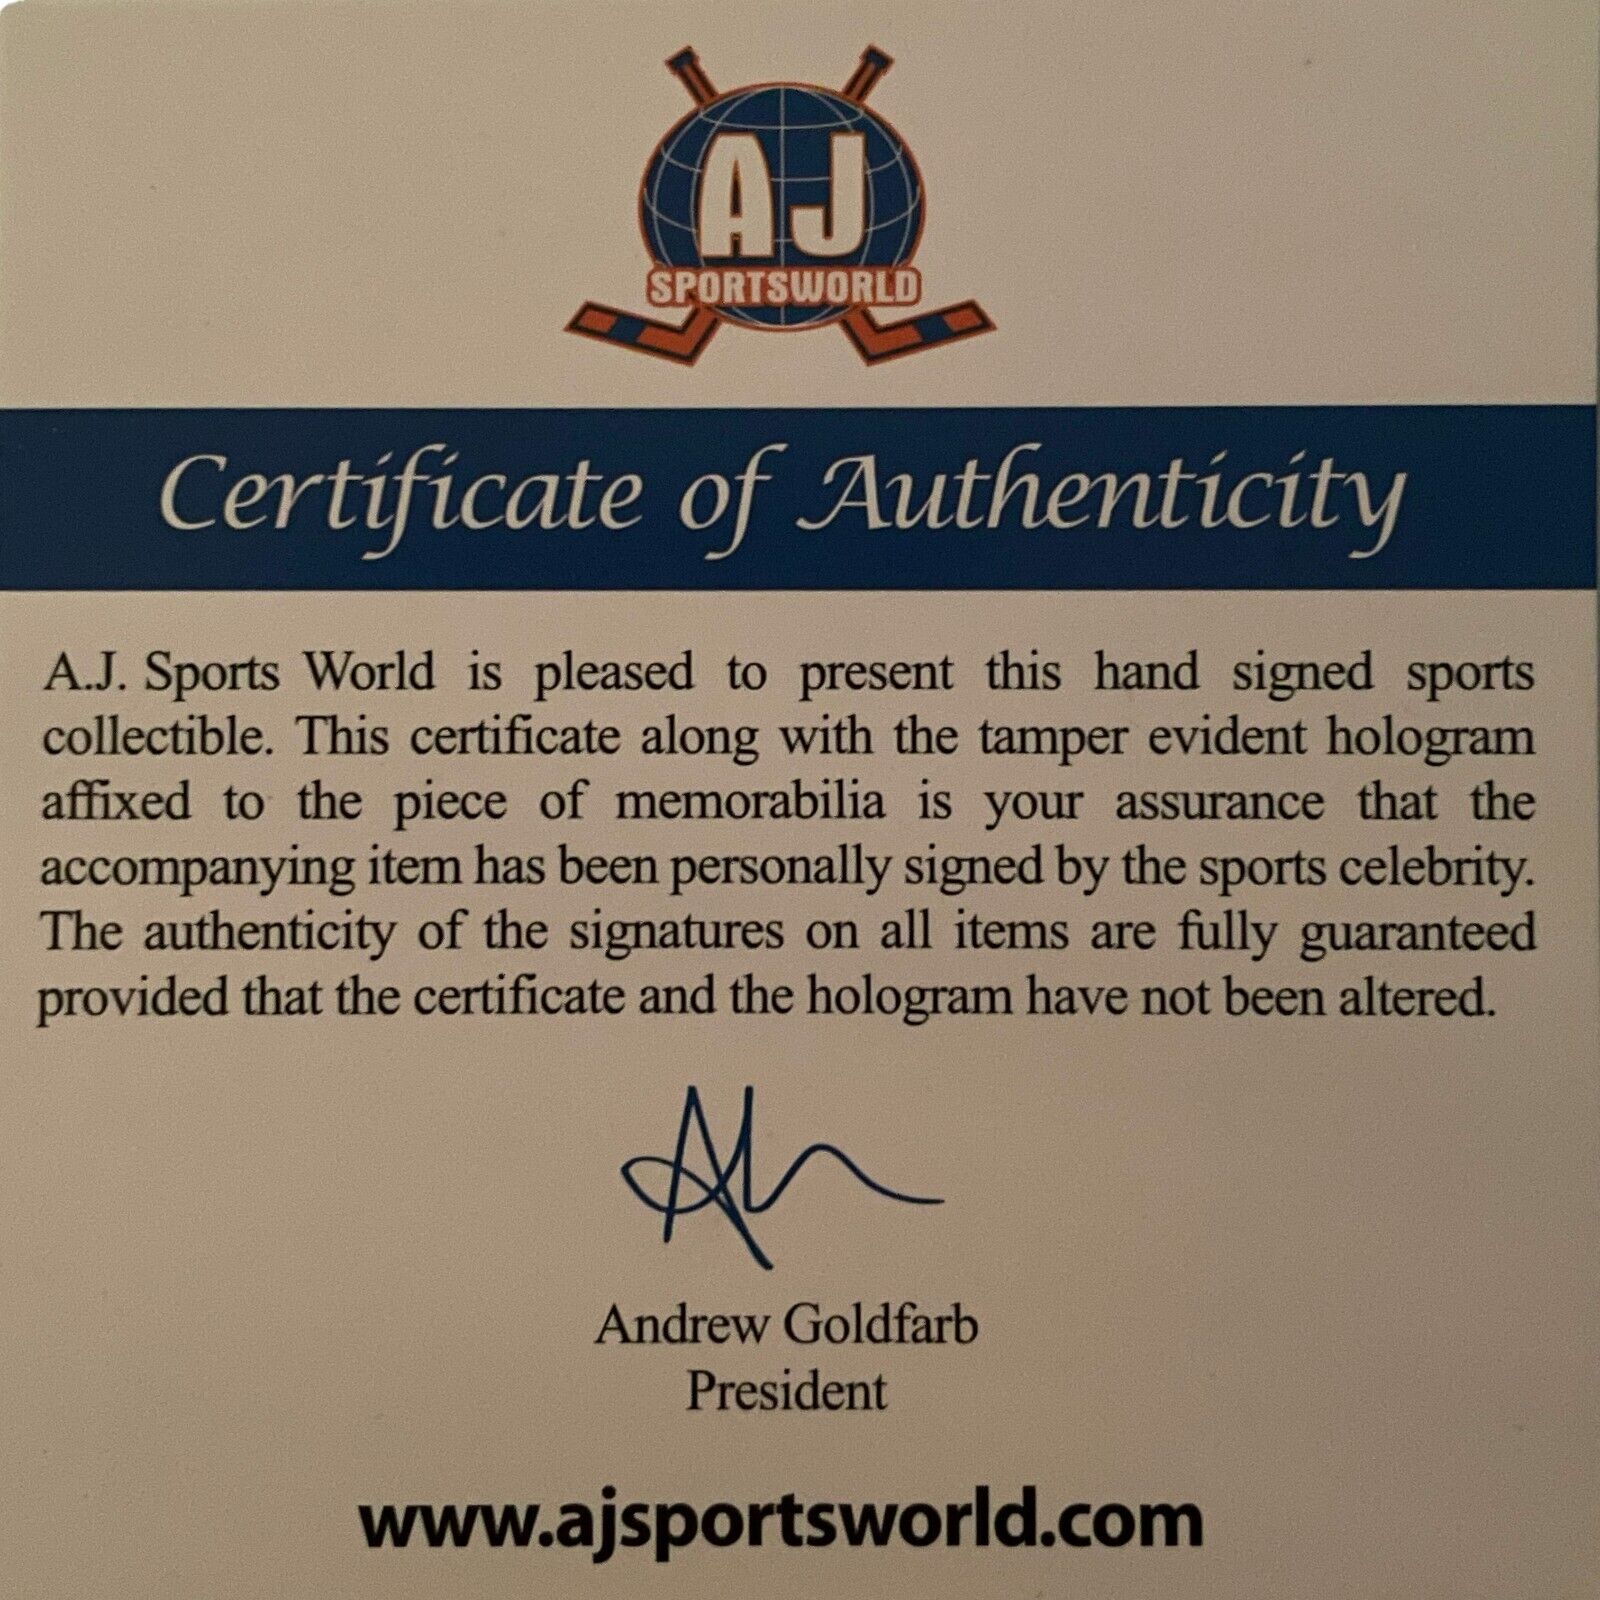 AJ
SPORTSWORLD
Certificate of Authenticity
A.J. Sports World is pleased to present this hand signed sports
collectible. This certificate along with the tamper evident hologram
affixed to the piece of memorabilia is your assurance that the
accompanying item has been personally signed by the sports celebrity.
The authenticity of the signatures on all items are fully guaranteed
provided that the certificate and the hologram have not been altered.
Andrew Goldfarb
President
www.ajsportsworld.com